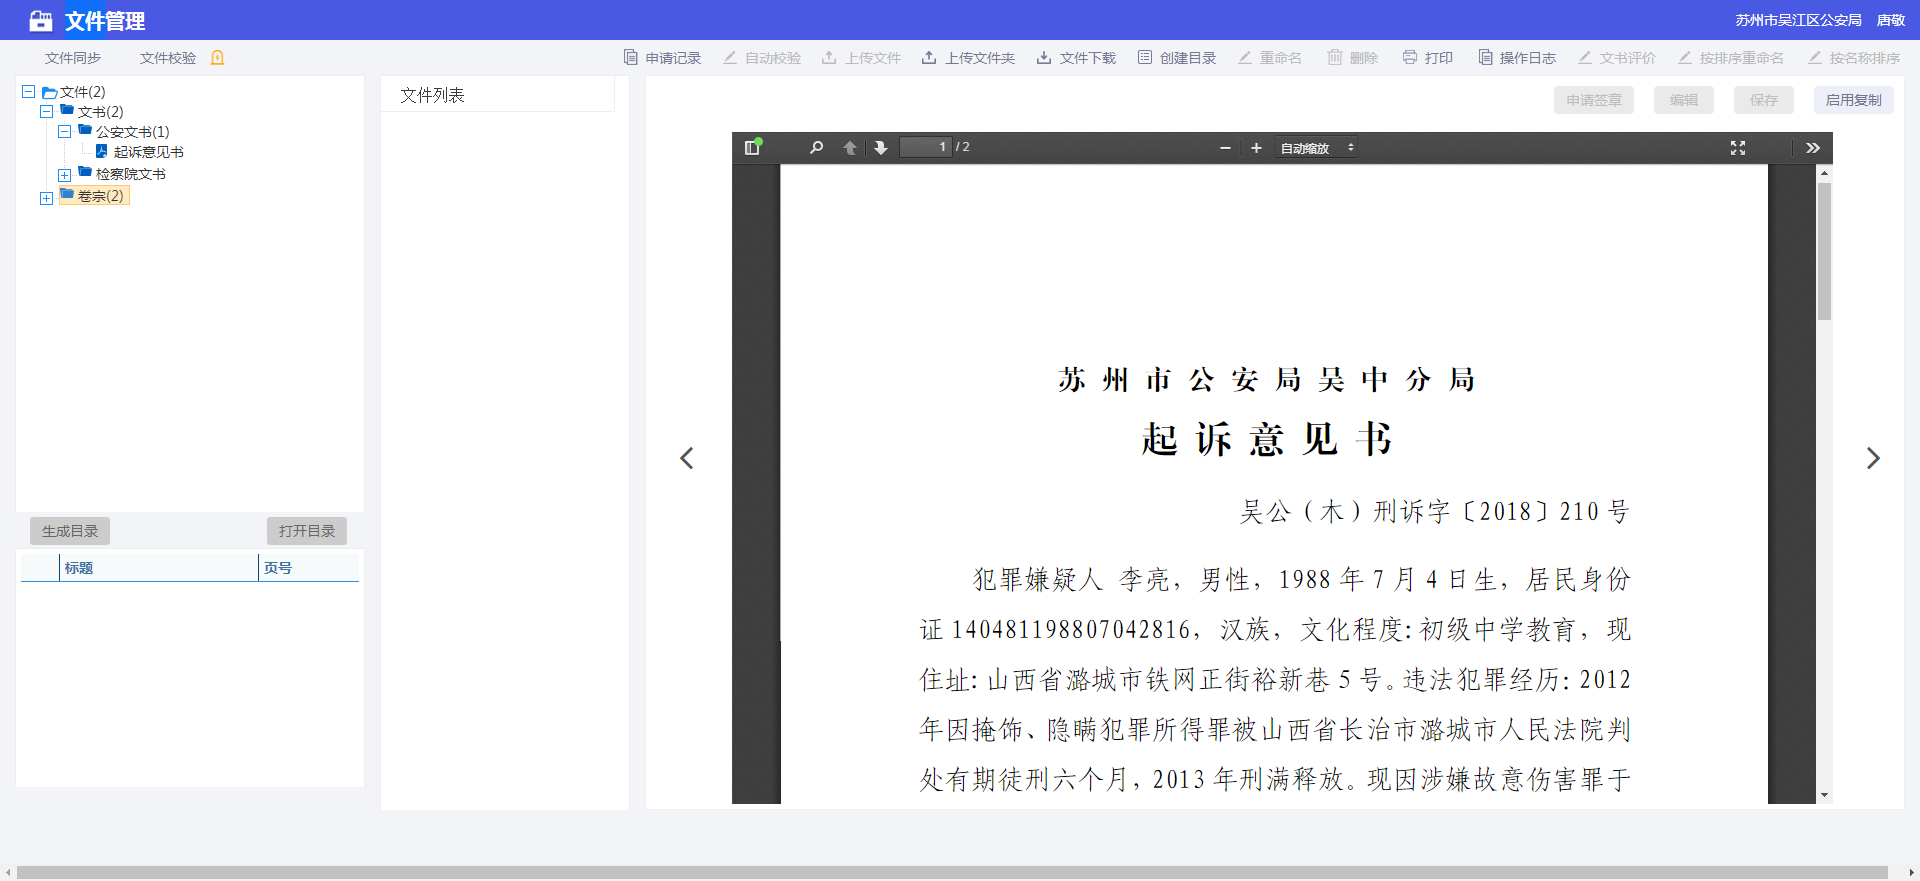 文件管理
苏州市吴江区公安局 唐敬
文件同步 文件校验
申请记录 自动校验 上传文件 上传文件夹 文件下载 创建目录 重命名 删除 打印 操作日志 文书评价 按排序重命名 按名称排序
文件(2)
文书(2)
公安文书(1)
起诉意见书
检察院文书
卷宗(2)
生成目录 打开目录
标题 页号
文件列表
申请签章 编辑 保存 启用复制
1 / 2
自动缩放
苏州市公安局吴中分局
起诉意见书
吴公（木）刑诉字〔2018〕210 号
犯罪嫌疑人 李亮，男性，1988 年 7 月 4 日生，居民身份
证 140481198807042816，汉族，文化程度：初级中学教育，现
住址：山西省潞城市铁网正街裕新巷 5 号。违法犯罪经历：2012
年因掩饰、隐瞒犯罪所得罪被山西省长治市潞城市人民法院判
处有期徒刑六个月，2013 年刑满释放。现因涉嫌故意伤害罪于